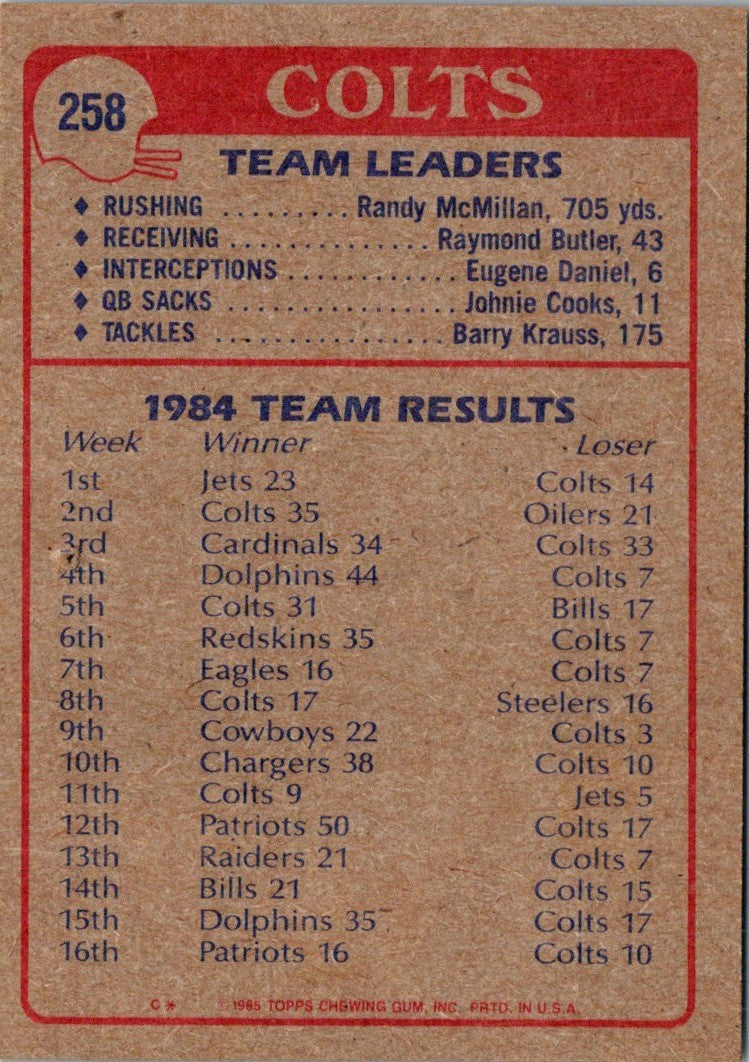 258
COLTS
TEAM LEADERS
♦ RUSHING ......... Randy McMillan, 705 yds.
♦ RECEIVING .............. Raymond Butler, 43
♦ INTERCEPTIONS ............ Eugene Daniel, 6
♦ QB SACKS ................. Johnie Cooks, 11
♦ TACKLES ................ Barry Krauss, 175
1984 TEAM RESULTS
Week Winner Loser
1st Jets 23 Colts 14
2nd Colts 35 Oilers 21
3rd Cardinals 34 Colts 33
4th Dolphins 44 Colts 7
5th Colts 31 Bills 17
6th Redskins 35 Colts 7
7th Eagles 16 Colts 7
8th Colts 17 Steelers 16
9th Cowboys 22 Colts 3
10th Chargers 38 Colts 10
11th Colts 9 Jets 5
12th Patriots 50 Colts 17
13th Raiders 21 Colts 7
14th Bills 21 Colts 15
15th Dolphins 35 Colts 17
16th Patriots 16 Colts 10
C * © 1985 TOPPS CHEWING GUM, INC. PRTD. IN U.S.A.